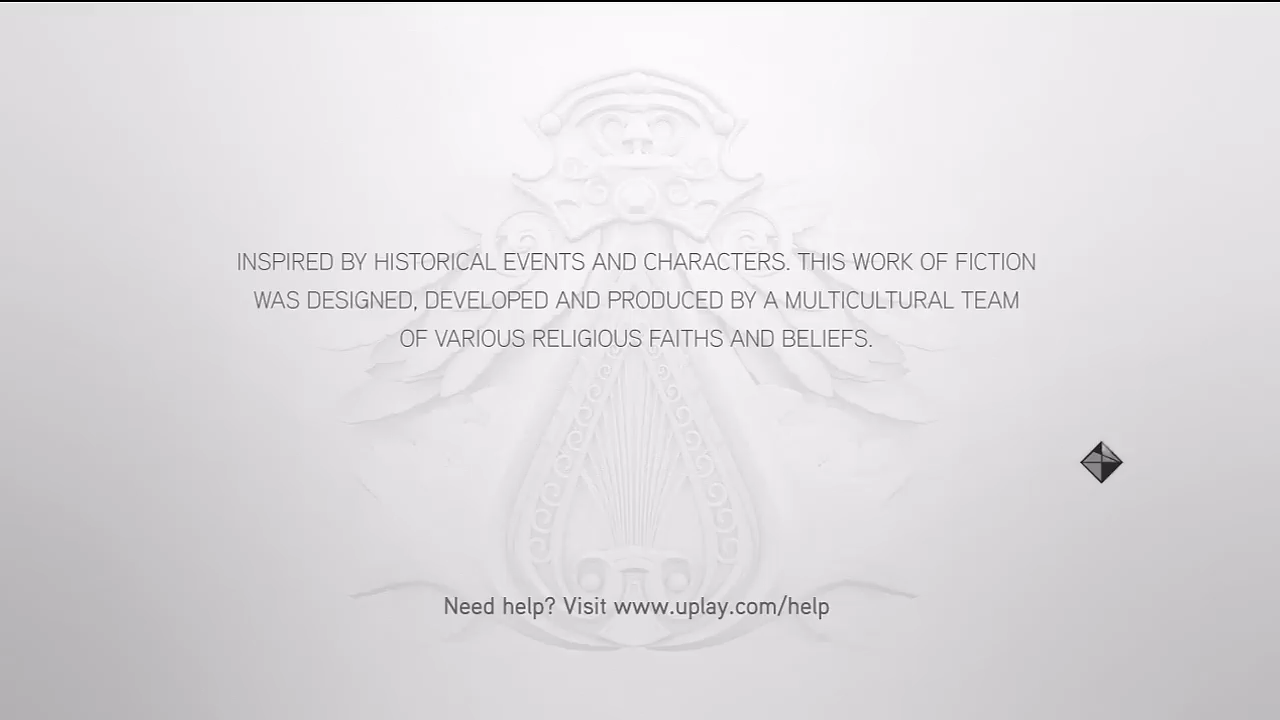 INSPIRED BY HISTORICAL EVENTS AND CHARACTERS. THIS WORK OF FICTION
WAS DESIGNED, DEVELOPED AND PRODUCED BY A MULTICULTURAL TEAM
OF VARIOUS RELIGIOUS FAITHS AND BELIEFS.
Need help? Visit www.uplay.com/help